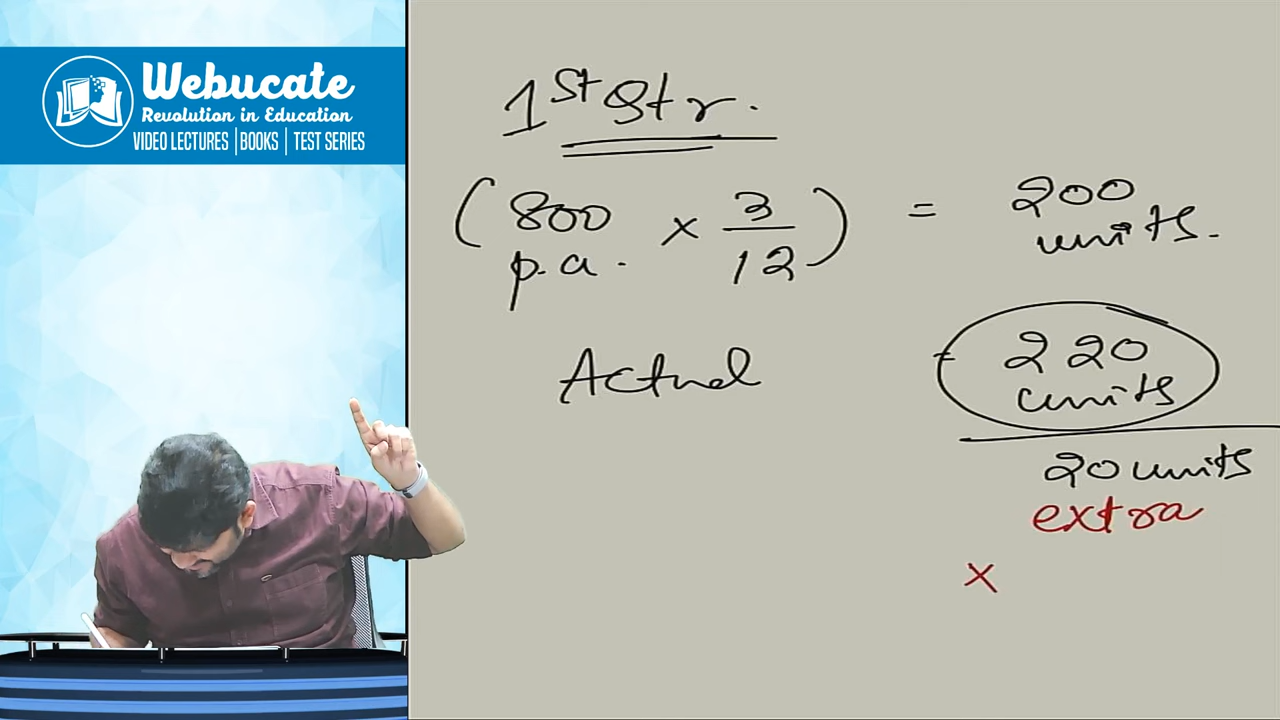 Webucate
Revolution in Education
VIDEO LECTURES | BOOKS | TEST SERIES
1st Qtr.
(800 p.a. × 3/12) = 200 units.
Actual = 220 units
20 units
extra
×